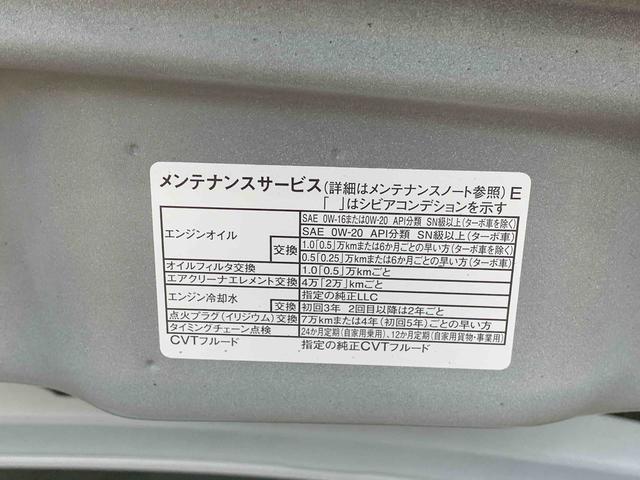 メンテナンスサービス(詳細はメンテナンスノート参照) E
「 」はシビアコンデションを示す
エンジンオイル SAE 0W-16または0W-20 API分類 SN級以上(ターボ車を除く)
SAE 0W-20 API分類 SN級以上(ターボ車)
交換 1.0「0.5」万kmまたは6か月ごとの早い方(ターボ車を除く)
0.5「0.25」万kmまたは6か月ごとの早い方(ターボ車)
オイルフィルタ交換 1.0「0.5」万kmごと
エアクリーナエレメント交換 4万「2万」kmごと
エンジン冷却水 指定の純正LLC
交換 初回3年 2回目以降は2年ごと
点火プラグ(イリジウム)交換 7万kmまたは4年(初回5年)ごとの早い方
タイミングチェーン点検 24か月定期(自家用乗用)、12か月定期(自家用貨物・事業用)
CVTフルード 指定の純正CVTフルード